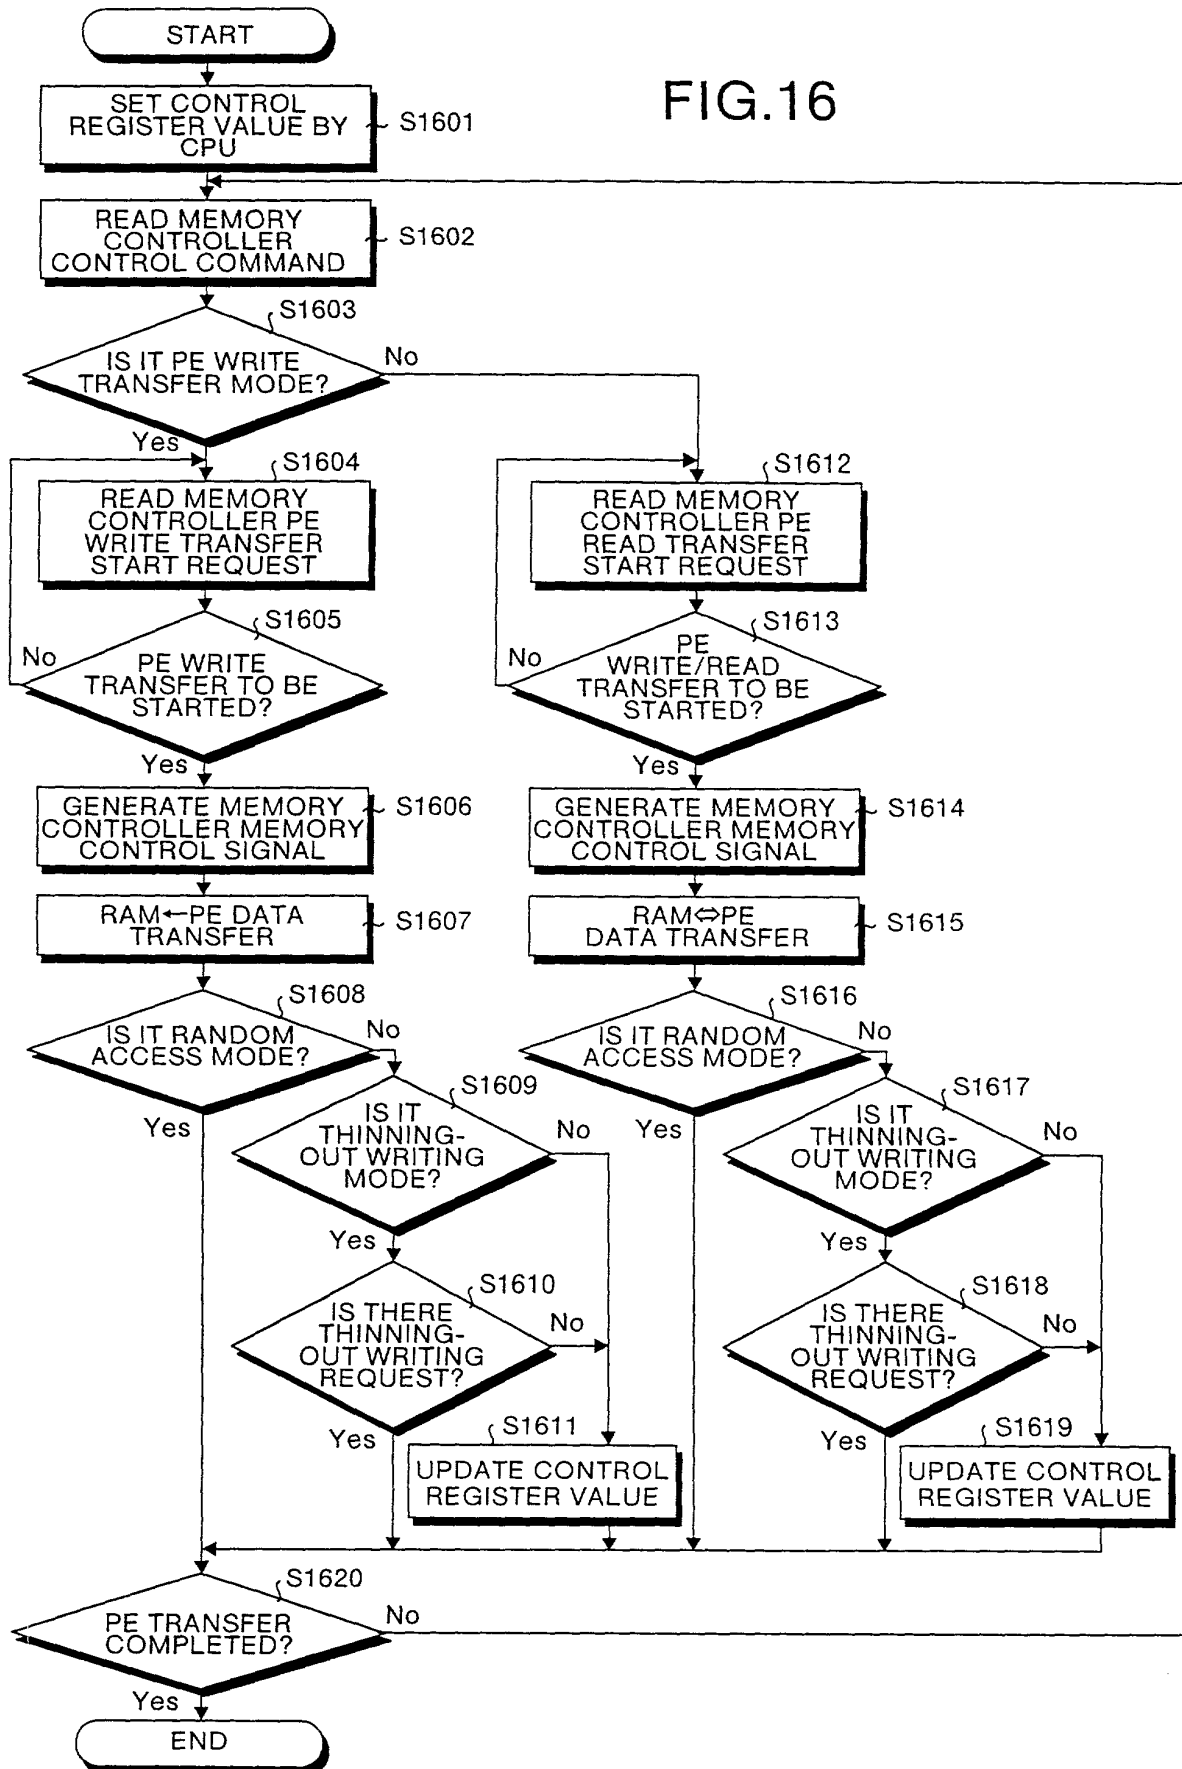 START
FIG.16
SET CONTROL
REGISTER VALUE BY
CPU
S1601
READ MEMORY
CONTROLLER
CONTROL COMMAND
S1602
S1603
IS IT PE WRITE
TRANSFER MODE?
No
Yes
S1604
READ MEMORY
CONTROLLER PE
WRITE TRANSFER
START REQUEST
S1612
READ MEMORY
CONTROLLER PE
READ TRANSFER
START REQUEST
S1605
No
PE WRITE
TRANSFER TO BE
STARTED?
Yes
S1613
No
PE
WRITE/READ
TRANSFER TO BE
STARTED?
Yes
GENERATE MEMORY
CONTROLLER MEMORY
CONTROL SIGNAL
S1606
GENERATE MEMORY
CONTROLLER MEMORY
CONTROL SIGNAL
S1614
RAM←PE DATA
TRANSFER
S1607
RAM⇔PE
DATA TRANSFER
S1615
S1608
IS IT RANDOM
ACCESS MODE?
No
Yes
S1616
IS IT RANDOM
ACCESS MODE?
No
Yes
S1609
IS IT
THINNING-
OUT WRITING
MODE?
No
Yes
S1617
IS IT
THINNING-
OUT WRITING
MODE?
No
Yes
S1610
IS THERE
THINNING-
OUT WRITING
REQUEST?
No
Yes
S1618
IS THERE
THINNING-
OUT WRITING
REQUEST?
No
Yes
S1611
UPDATE CONTROL
REGISTER VALUE
S1619
UPDATE CONTROL
REGISTER VALUE
S1620
PE TRANSFER
COMPLETED?
No
Yes
END